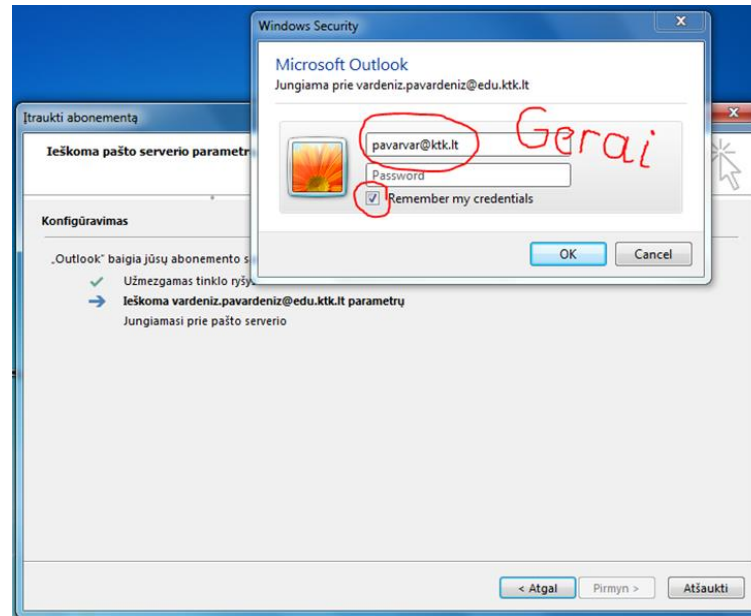 Windows Security
Microsoft Outlook
Jungiama prie vardeniz.pavardeniz@edu.ktk.lt
pavarvar@ktk.lt
Gerai
Password
Remember my credentials
OK
Cancel
Įtraukti abonementą
Ieškoma pašto serverio parametr
Konfigūravimas
„Outlook“ baigia jūsų abonemento s
Užmezgamas tinklo ryšy
Ieškoma vardeniz.pavardeniz@edu.ktk.lt parametrų
Jungiamasi prie pašto serverio
< Atgal
Pirmyn >
Atšaukti